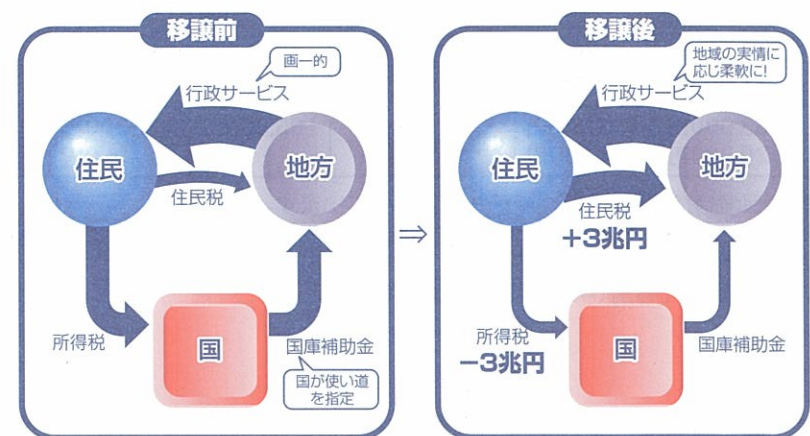 移譲前
画一的
行政サービス
住民
地方
住民税
所得税
国
国庫補助金
国が使い道
を指定
⇒
移譲後
地域の実情に
応じ柔軟に!
行政サービス
住民
地方
住民税
+3兆円
所得税
−3兆円
国
国庫補助金